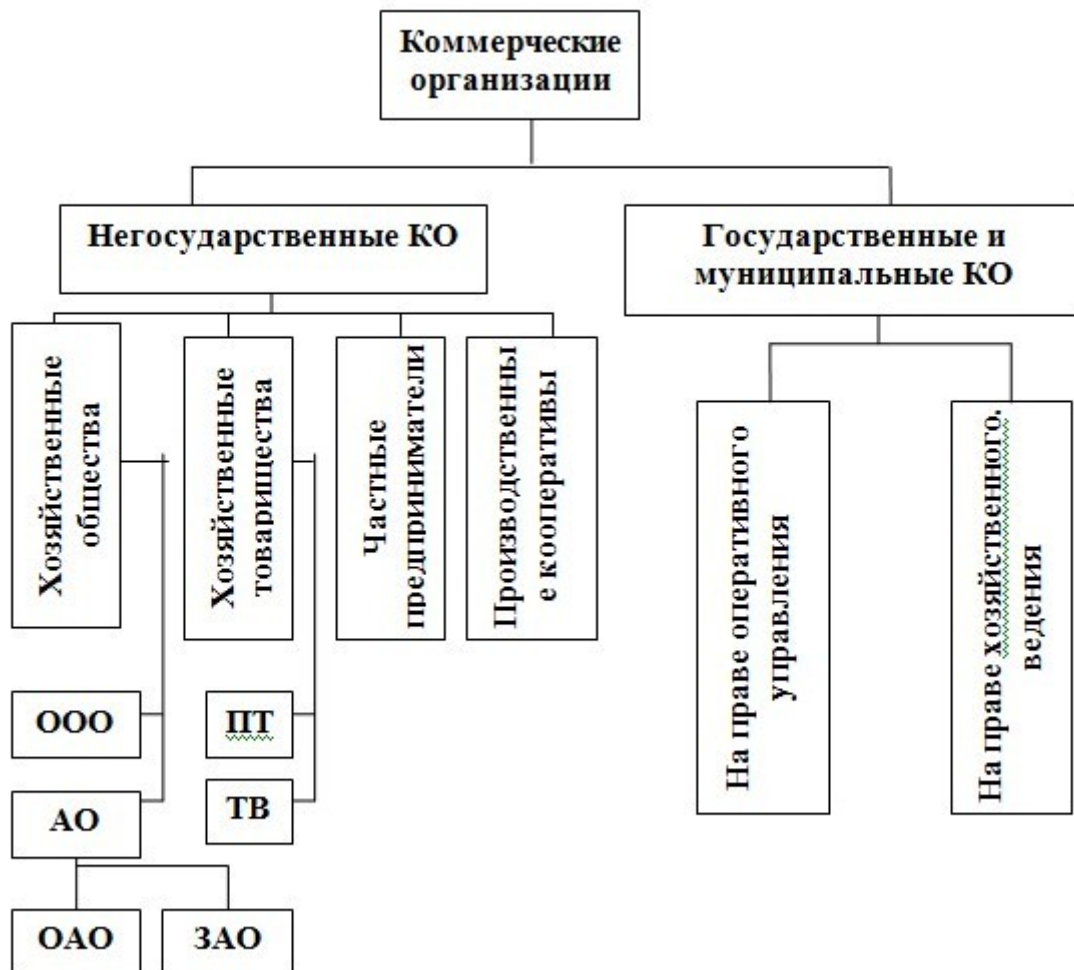 Коммерческие
организации
Негосударственные КО
Государственные и
муниципальные КО
Хозяйственные
общества
Хозяйственные
товарищества
Частные
предприниматели
Производственны
е кооперативы
На праве оперативного
управления
На праве хозяйственного.
ведения
ООО
ПТ
АО
ТВ
ОАО
ЗАО